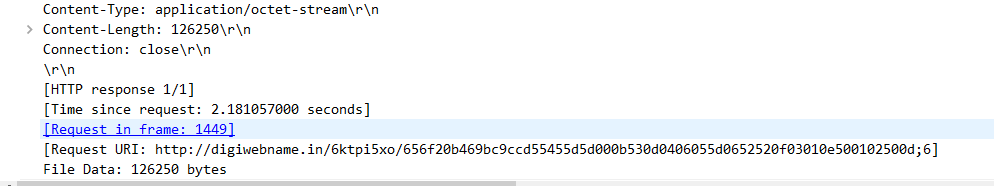 Content-Type: application/octet-stream\r\n
Content-Length: 126250\r\n
Connection: close\r\n
\r\n
[HTTP response 1/1]
[Time since request: 2.181057000 seconds]
[Request in frame: 1449]
[Request URI: http://digiwebname.in/6ktpi5xo/656f20b469bc9ccd55455d5d000b530d0406055d0652520f03010e500102500d;6]
File Data: 126250 bytes